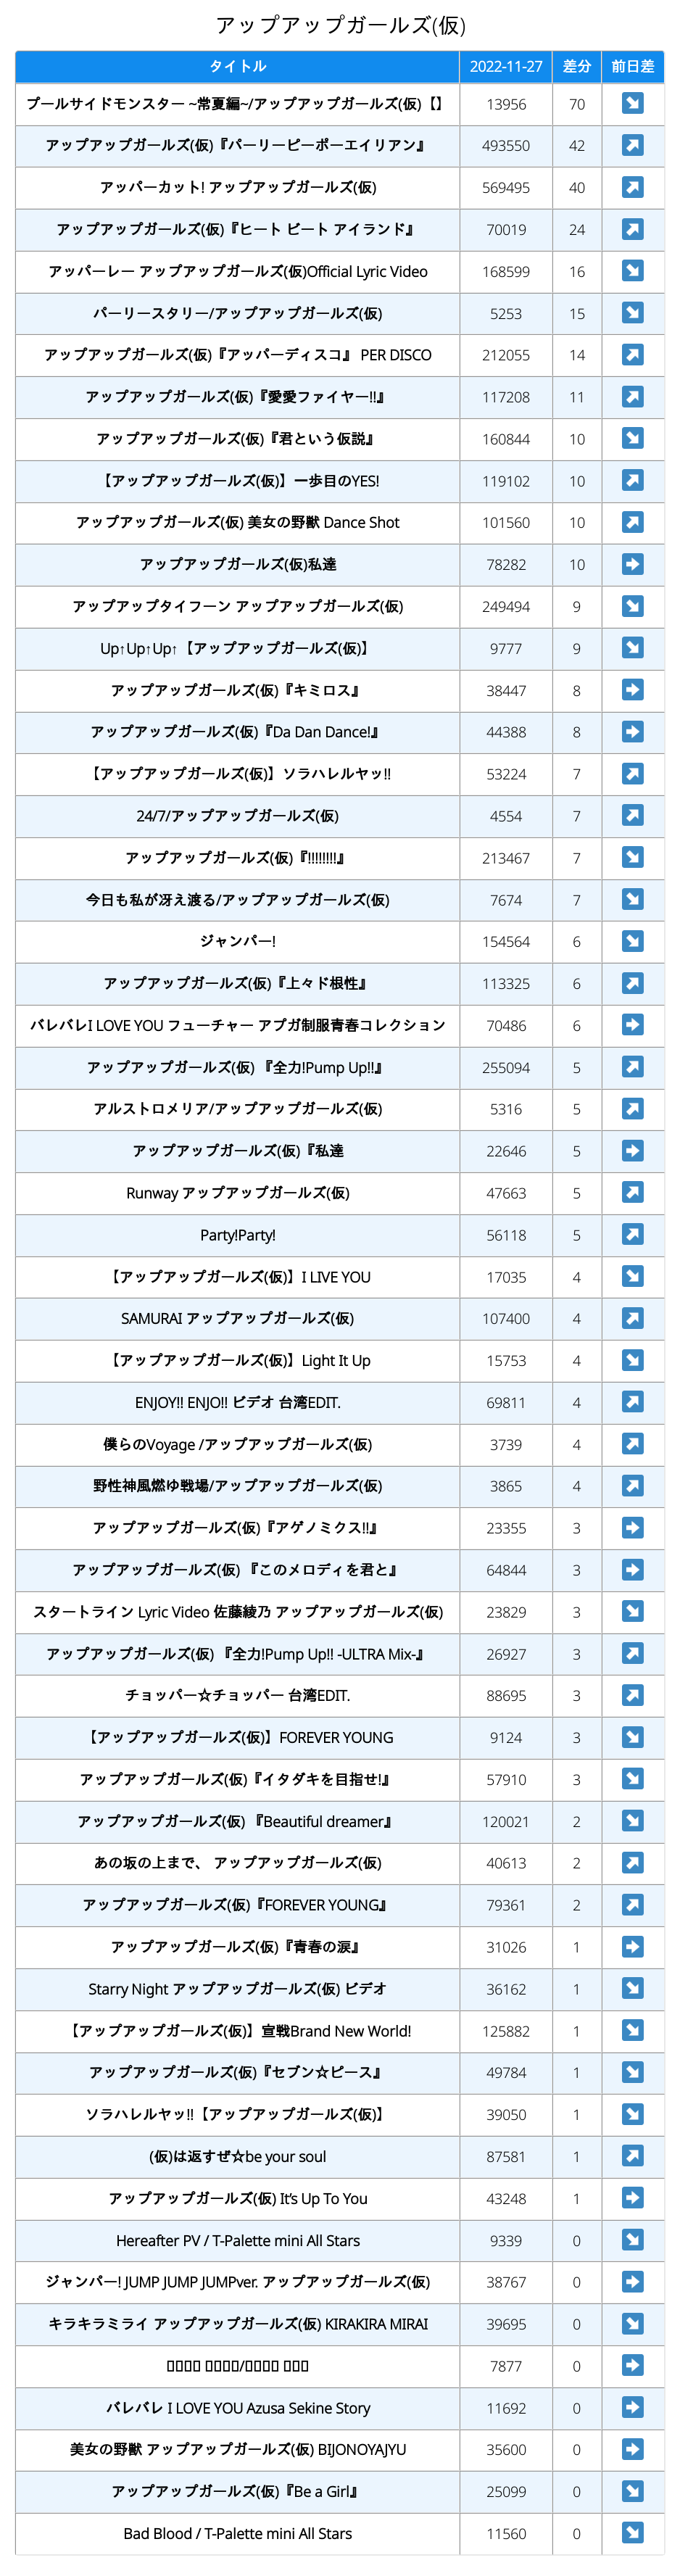 アップアップガールズ(仮)
タイトル 2022-11-27 差分 前日差
プールサイドモンスター ~常夏編~/アップアップガールズ(仮)【】 13956 70 ↘
アップアップガールズ(仮)『パーリーピーポーエイリアン』 493550 42 ↗
アッパーカット! アップアップガールズ(仮) 569495 40 ↗
アップアップガールズ(仮)『ヒート ビート アイランド』 70019 24 ↗
アッパーレー アップアップガールズ(仮)Official Lyric Video 168599 16 ↘
パーリースタリー/アップアップガールズ(仮) 5253 15 ↘
アップアップガールズ(仮)『アッパーディスコ』 PER DISCO 212055 14 ↗
アップアップガールズ(仮)『愛愛ファイヤー!!』 117208 11 ↗
アップアップガールズ(仮)『君という仮説』 160844 10 ↘
【アップアップガールズ(仮)】一歩目のYES! 119102 10 ↗
アップアップガールズ(仮) 美女の野獣 Dance Shot 101560 10 ↗
アップアップガールズ(仮)私達 78282 10 ➡
アップアップタイフーン アップアップガールズ(仮) 249494 9 ↘
Up↑Up↑Up↑【アップアップガールズ(仮)】 9777 9 ↘
アップアップガールズ(仮)『キミロス』 38447 8 ➡
アップアップガールズ(仮)『Da Dan Dance!』 44388 8 ➡
【アップアップガールズ(仮)】ソラハレルヤッ!! 53224 7 ↗
24/7/アップアップガールズ(仮) 4554 7 ↗
アップアップガールズ(仮)『!!!!!!!!』 213467 7 ↘
今日も私が冴え渡る/アップアップガールズ(仮) 7674 7 ↘
ジャンパー! 154564 6 ↘
アップアップガールズ(仮)『上々ド根性』 113325 6 ↗
バレバレI LOVE YOU フューチャー アプガ制服青春コレクション 70486 6 ➡
アップアップガールズ(仮) 『全力!Pump Up!!』 255094 5 ↗
アルストロメリア/アップアップガールズ(仮) 5316 5 ↗
アップアップガールズ(仮)『私達 22646 5 ➡
Runway アップアップガールズ(仮) 47663 5 ↗
Party!Party! 56118 5 ↗
【アップアップガールズ(仮)】I LIVE YOU 17035 4 ↘
SAMURAI アップアップガールズ(仮) 107400 4 ↗
【アップアップガールズ(仮)】Light It Up 15753 4 ↘
ENJOY!! ENJO!! ビデオ 台湾EDIT. 69811 4 ↗
僕らのVoyage /アップアップガールズ(仮) 3739 4 ↗
野性神風燃ゆ戦場/アップアップガールズ(仮) 3865 4 ↗
アップアップガールズ(仮)『アゲノミクス!!』 23355 3 ➡
アップアップガールズ(仮) 『このメロディを君と』 64844 3 ➡
スタートライン Lyric Video 佐藤綾乃 アップアップガールズ(仮) 23829 3 ↘
アップアップガールズ(仮) 『全力!Pump Up!! -ULTRA Mix-』 26927 3 ↗
チョッパー☆チョッパー 台湾EDIT. 88695 3 ↗
【アップアップガールズ(仮)】FOREVER YOUNG 9124 3 ↘
アップアップガールズ(仮)『イタダキを目指せ!』 57910 3 ↘
アップアップガールズ(仮) 『Beautiful dreamer』 120021 2 ↘
あの坂の上まで、 アップアップガールズ(仮) 40613 2 ↗
アップアップガールズ(仮)『FOREVER YOUNG』 79361 2 ↗
アップアップガールズ(仮)『青春の涙』 31026 1 ➡
Starry Night アップアップガールズ(仮) ビデオ 36162 1 ↘
【アップアップガールズ(仮)】宣戦Brand New World! 125882 1 ↘
アップアップガールズ(仮)『セブン☆ピース』 49784 1 ↘
ソラハレルヤッ!!【アップアップガールズ(仮)】 39050 1 ↘
(仮)は返すぜ☆be your soul 87581 1 ↗
アップアップガールズ(仮) It's Up To You 43248 1 ➡
Hereafter PV / T-Palette mini All Stars 9339 0 ↘
ジャンパー! JUMP JUMP JUMPver. アップアップガールズ(仮) 38767 0 ➡
キラキラミライ アップアップガールズ(仮) KIRAKIRA MIRAI 39695 0 ↘
7877 0 ➡
バレバレ I LOVE YOU Azusa Sekine Story 11692 0 ➡
美女の野獣 アップアップガールズ(仮) BIJONOYAJYU 35600 0 ➡
アップアップガールズ(仮)『Be a Girl』 25099 0 ↘
Bad Blood / T-Palette mini All Stars 11560 0 ↘